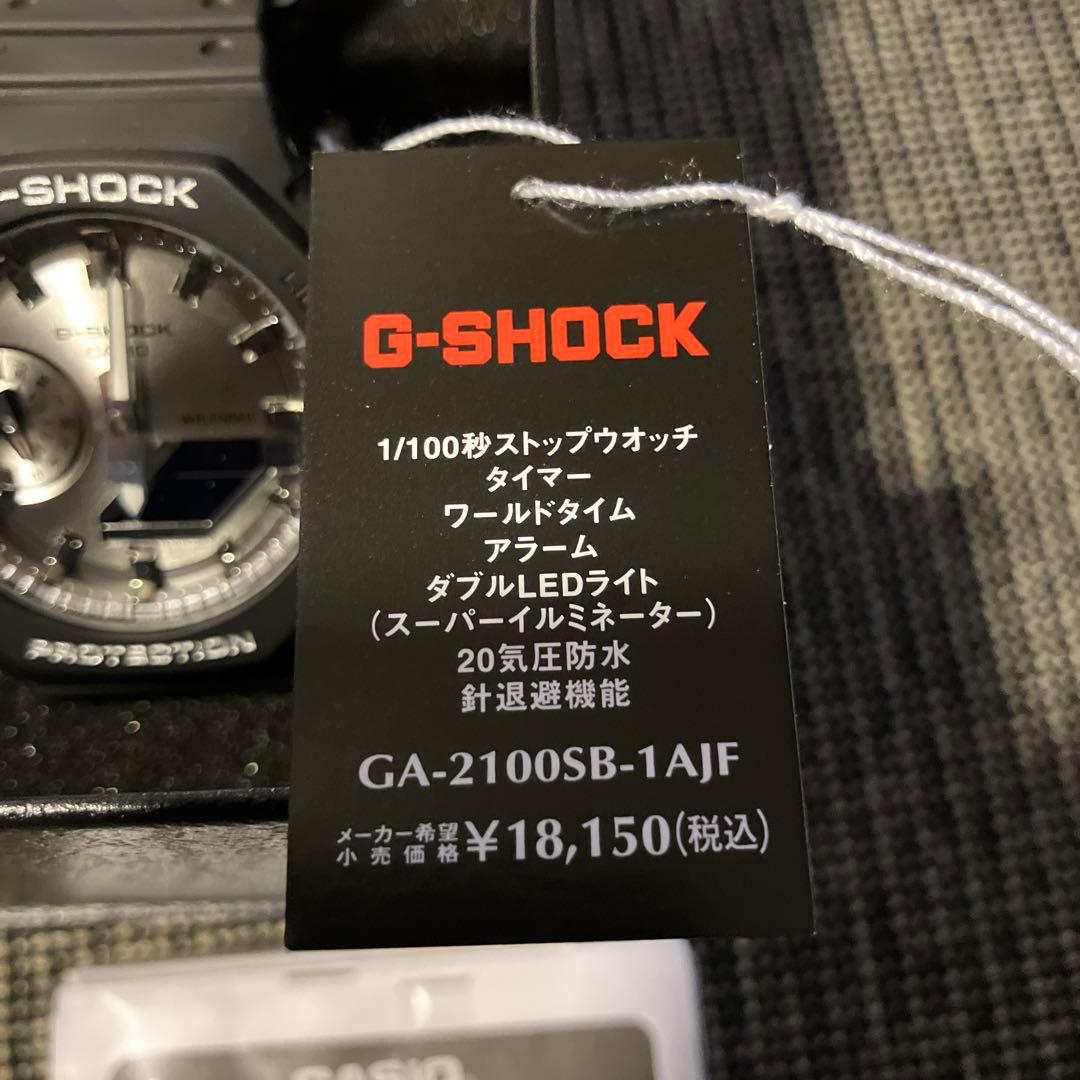 -SHOCK
G-SHOCK
CASIO
PROTECTION
G-SHOCK
1/100秒ストップウオッチ
タイマー
ワールドタイム
アラーム
ダブルLEDライト
(スーパーイルミネーター)
20気圧防水
針退避機能
GA-2100SB-1AJF
メーカー希望
小売価格 ¥18,150(税込)
CASIO